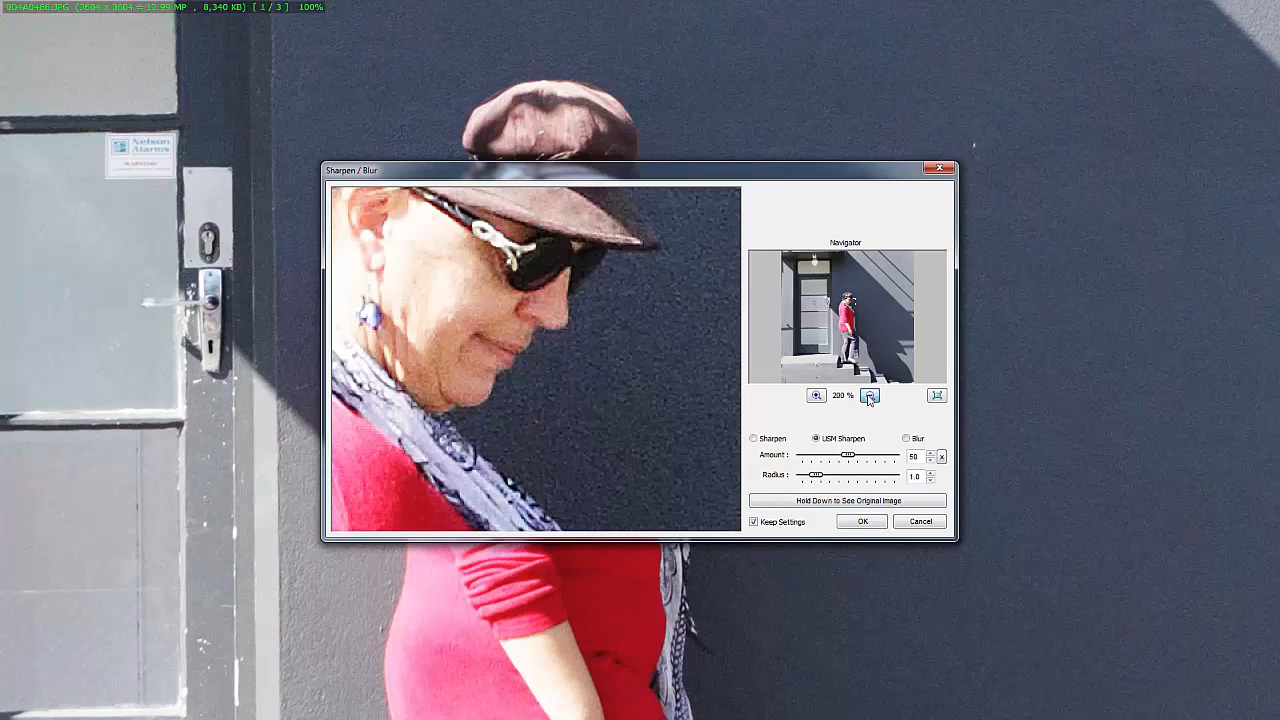 0D4A0466.JPG (3604 x 3604 = 12.99 MP , 8,340 KB) [ 1 / 3 ] 100%
Nelson
Alarms
Sharpen / Blur
Navigator
200 %
Sharpen
USM Sharpen
Blur
Amount :
50
x
Radius :
1.0
Hold Down to See Original Image
Keep Settings
OK
Cancel